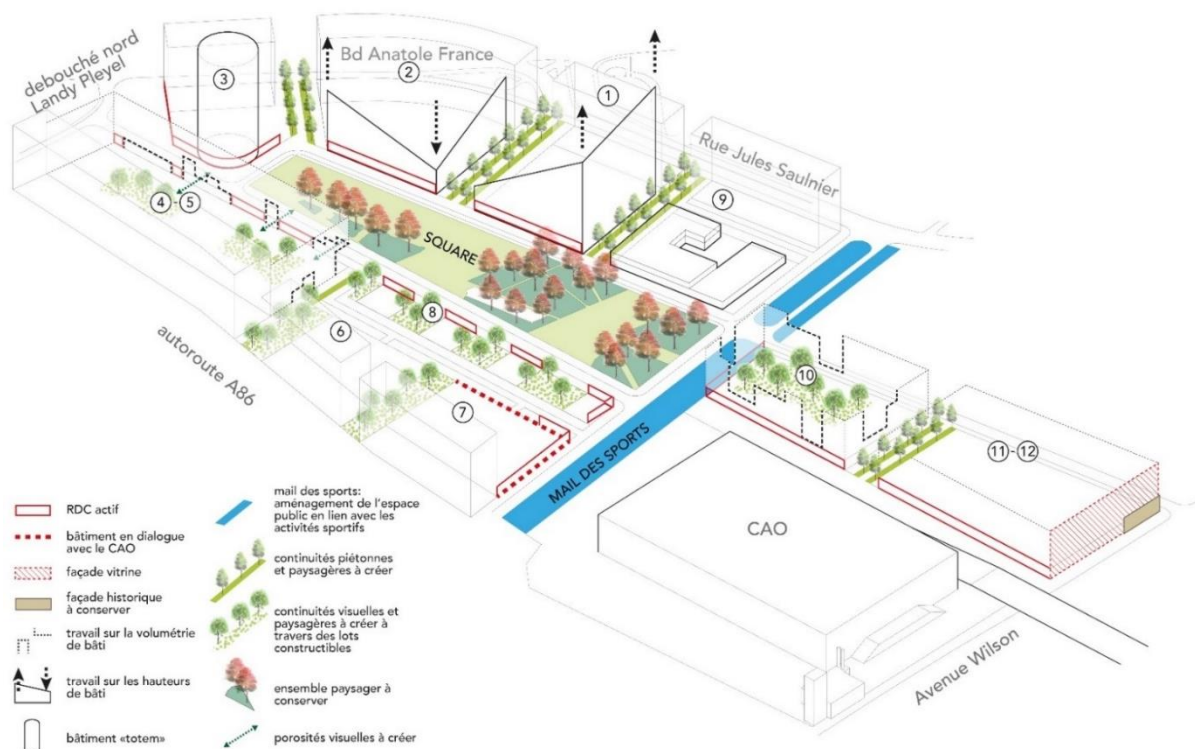 debouché nord
Landy Pleyel
Bd Anatole France
Rue Jules Saulnier
3
2
1
9
4 - 5
SQUARE
8
6
10
autoroute A86
7
MAIL DES SPORTS
11 - 12
CAO
Avenue Wilson
RDC actif
bâtiment en dialogue
avec le CAO
façade vitrine
façade historique
à conserver
travail sur la volumétrie
de bâti
travail sur les hauteurs
de bâti
bâtiment «totem»
mail des sports:
aménagement de l'espace
public en lien avec les
activités sportifs
continuités piétonnes
et paysagères à créer
continuités visuelles et
paysagères à créer à
travers des lots
constructibles
ensemble paysager à
conserver
porosités visuelles à créer